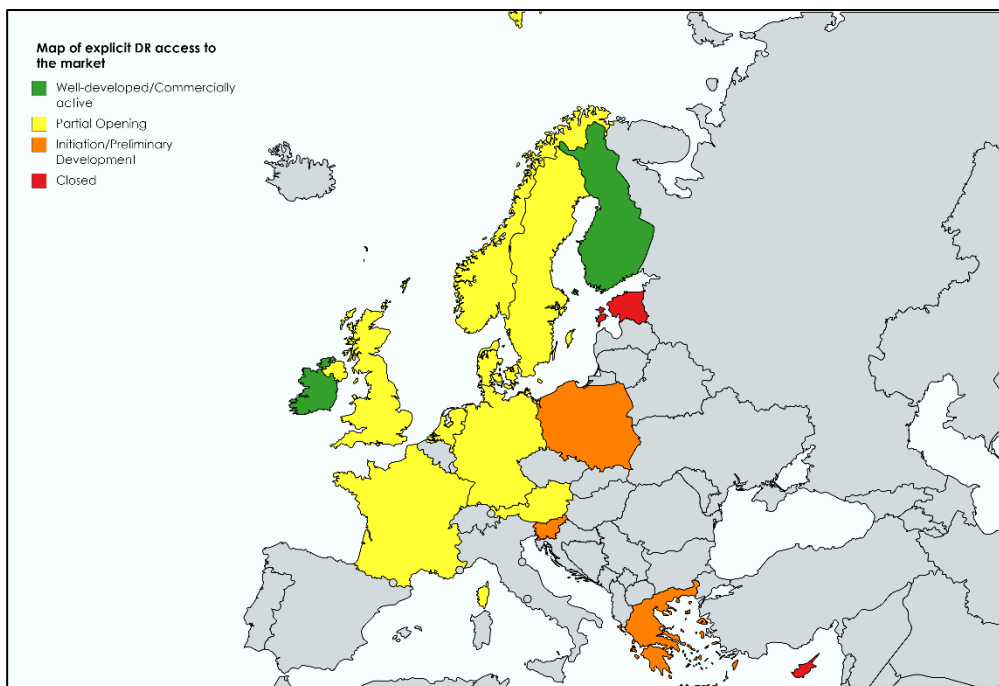 Map of explicit DR access to
the market
Well-developed/Commercially
active
Partial Opening
Initiation/Preliminary
Development
Closed